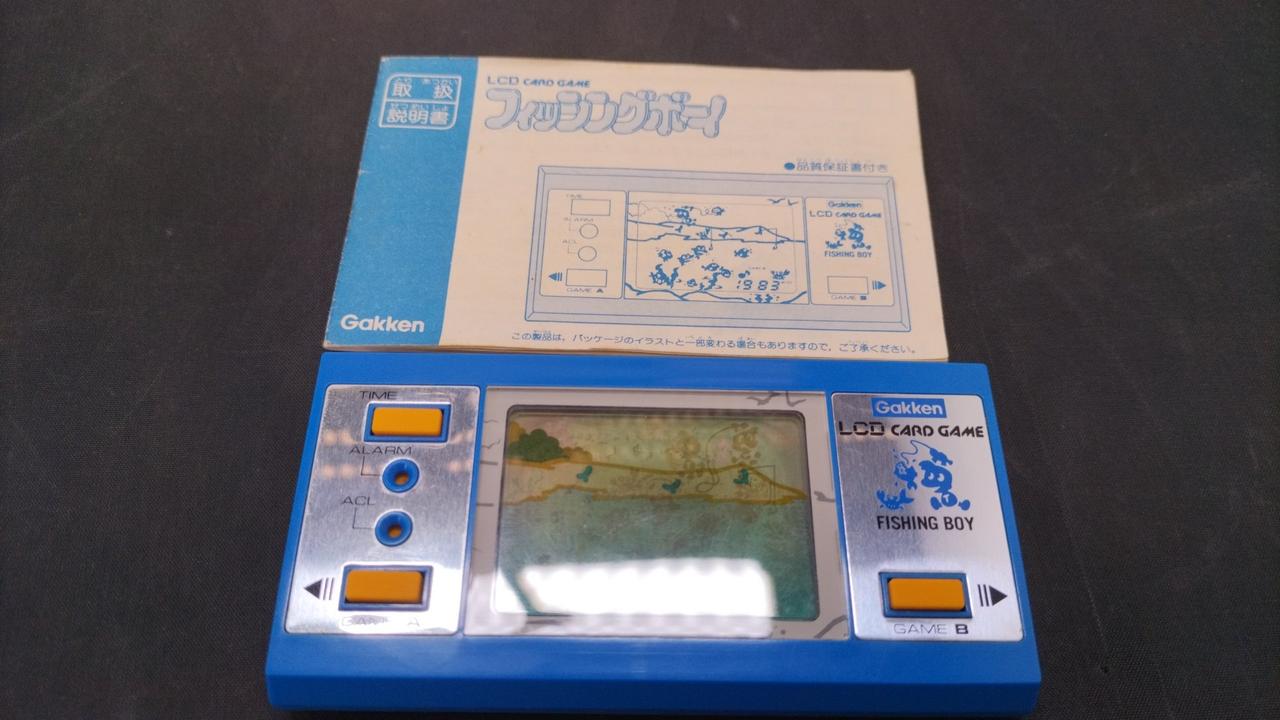 取扱
説明書
LCD CARD GAME
フィッシングボーイ
●品質保証書付き
TIME
ALARM
ACL
GAME A
1983
Gakken
LCD CARD GAME
FISHING BOY
GAME B
Gakken
この製品は,パッケージのイラストと一部変わる場合もありますので,ご了承ください。
TIME
ALARM
ACL
GAME A
Gakken
LCD CARD GAME
FISHING BOY
GAME B